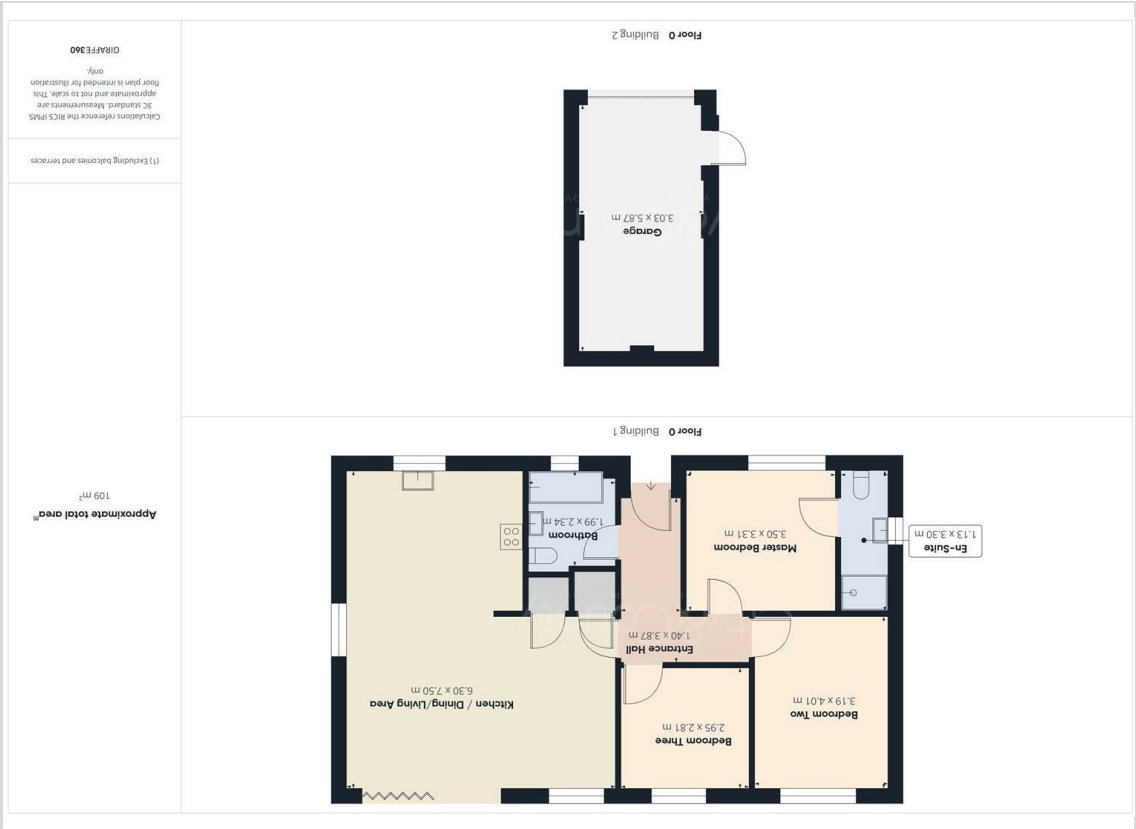 Approximate total area⁽¹⁾
109 m²
(1) Excluding balconies and terraces
Calculations reference the RICS IPMS
3C standard. Measurements are
approximate and not to scale. This
floor plan is intended for illustration
only.
GIRAFFE360
Bedroom Two
3.19 x 4.01 m
Bedroom Three
2.95 x 2.81 m
Kitchen / Dining/Living Area
6.30 x 7.50 m
Entrance Hall
1.40 x 3.87 m
En-Suite
1.13 x 3.30 m
Master Bedroom
3.50 x 3.31 m
Bathroom
1.99 x 2.34 m
Floor 0 Building 1
Garage
3.03 x 5.87 m
Floor 0 Building 2